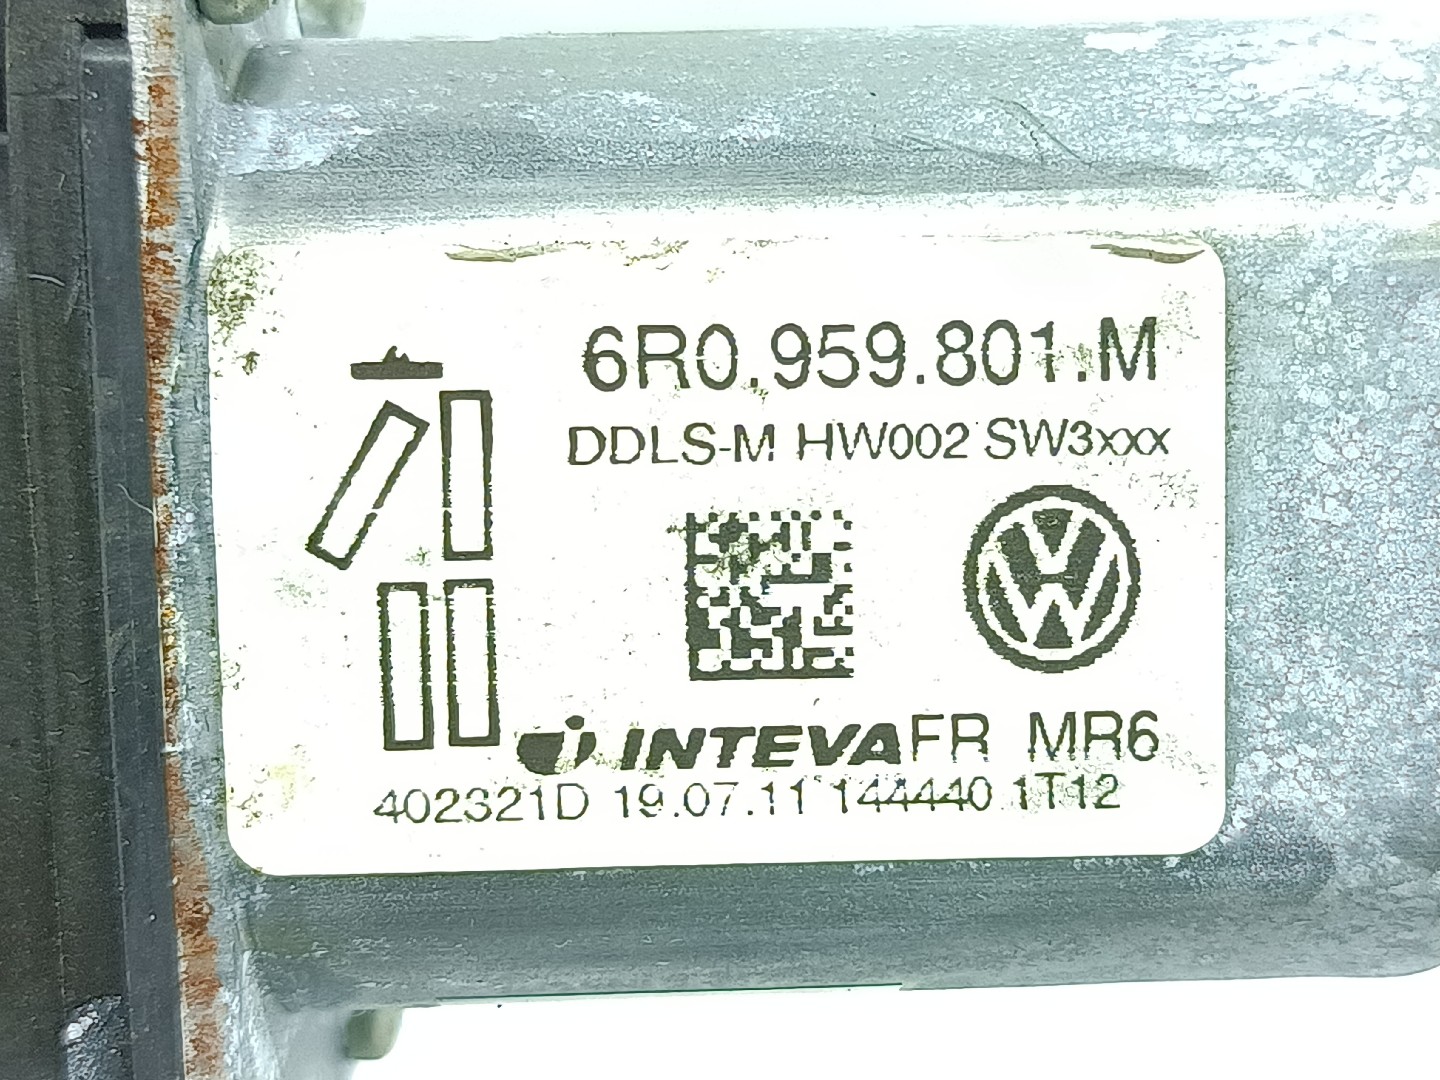 6R0.959.801.M
DDLS-M HW002 SW3xxx
INTEVA FR MR6
402321D 19.07.11 144440 1T12